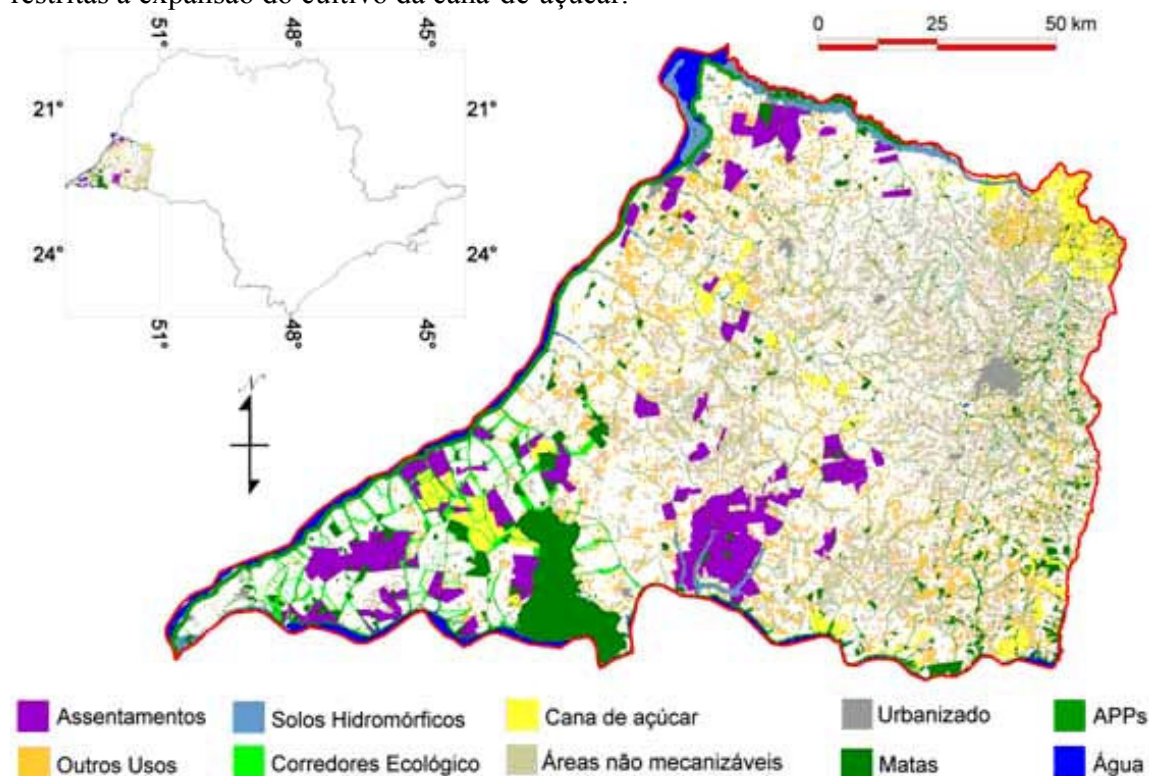 restritas à expansão do cultivo da cana-de-açúcar.
0 25 50 km
51° 48° 45°
21° 21°
24° 24°
51° 48° 45°
N
Assentamentos Solos Hidromórficos Cana de açúcar Urbanizado APPs
Outros Usos Corredores Ecológico Áreas não mecanizáveis Matas Água